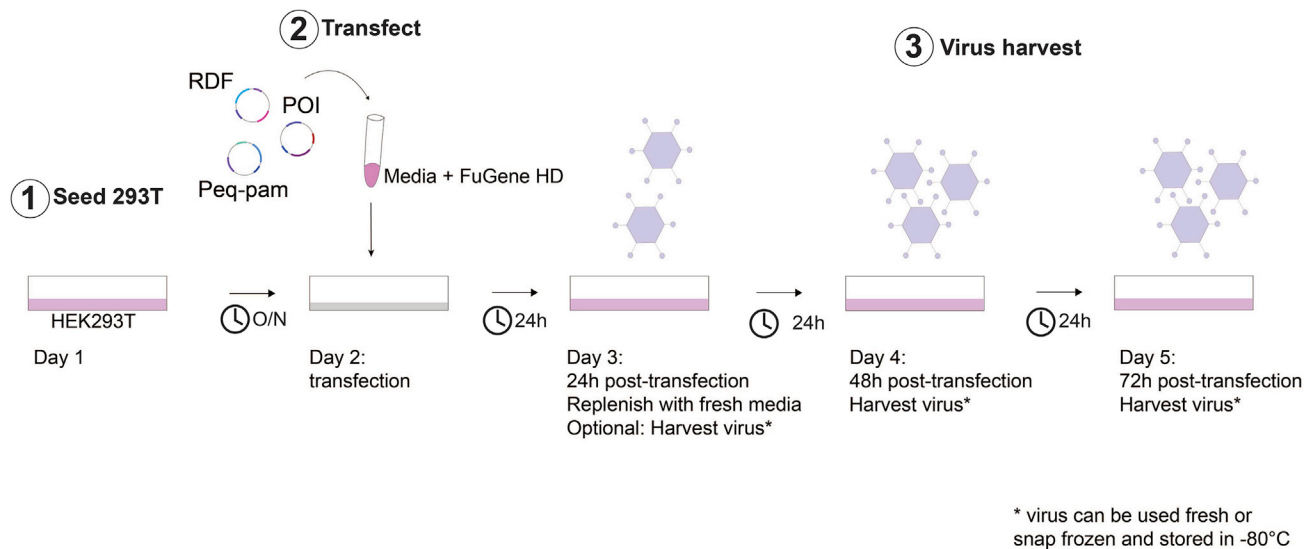 2 Transfect
3 Virus harvest
RDF
POI
Peq-pam
Media + FuGene HD
1 Seed 293T
HEK293T
O/N
24h
24h
24h
Day 1
Day 2:
transfection
Day 3:
24h post-transfection
Replenish with fresh media
Optional: Harvest virus*
Day 4:
48h post-transfection
Harvest virus*
Day 5:
72h post-transfection
Harvest virus*
* virus can be used fresh or
snap frozen and stored in -80°C